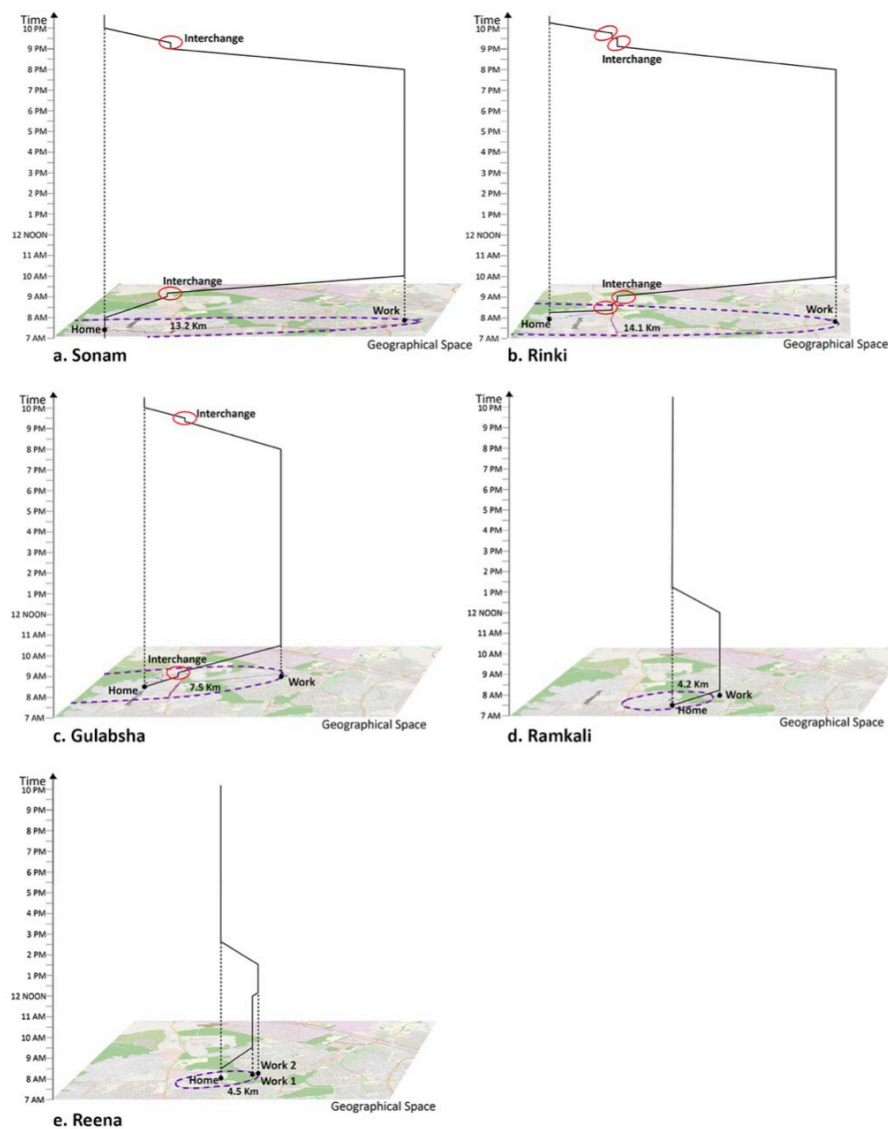 Time
10 PM
9 PM
8 PM
7 PM
6 PM
5 PM
4 PM
3 PM
2 PM
1 PM
12 NOON
11 AM
10 AM
9 AM
8 AM
7 AM
Interchange
Interchange
Home
13.2 Km
Work
Geographical Space
a. Sonam
Time
10 PM
9 PM
8 PM
7 PM
6 PM
5 PM
4 PM
3 PM
2 PM
1 PM
12 NOON
11 AM
10 AM
9 AM
8 AM
7 AM
Interchange
Interchange
Home
14.1 Km
Work
Geographical Space
b. Rinki
Time
10 PM
9 PM
8 PM
7 PM
6 PM
5 PM
4 PM
3 PM
2 PM
1 PM
12 NOON
11 AM
10 AM
9 AM
8 AM
7 AM
Interchange
Interchange
Home
7.5 Km
Work
Geographical Space
c. Gulabsha
Time
10 PM
9 PM
8 PM
7 PM
6 PM
5 PM
4 PM
3 PM
2 PM
1 PM
12 NOON
11 AM
10 AM
9 AM
8 AM
7 AM
4.2 Km
Work
Home
Geographical Space
d. Ramkali
Time
10 PM
9 PM
8 PM
7 PM
6 PM
5 PM
4 PM
3 PM
2 PM
1 PM
12 NOON
11 AM
10 AM
9 AM
8 AM
7 AM
Work 2
Home
Work 1
4.5 Km
Geographical Space
e. Reena